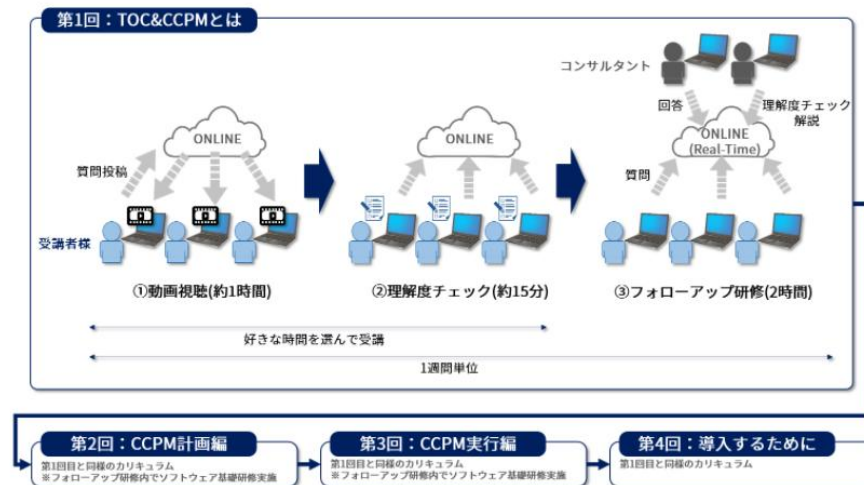 第1回：TOC&CCPMとは
コンサルタント
回答
理解度チェック
解説
ONLINE
ONLINE
ONLINE
(Real-Time)
質問投稿
質問
受講者様
①動画視聴(約1時間)
②理解度チェック(約15分)
③フォローアップ研修(2時間)
好きな時間を選んで受講
1週間単位
第2回：CCPM計画編
第1回目と同様のカリキュラム
※フォローアップ研修内でソフトウェア基礎研修実施
第3回：CCPM実行編
第1回目と同様のカリキュラム
※フォローアップ研修内でソフトウェア基礎研修実施
第4回：導入するために
第1回目と同様のカリキュラム